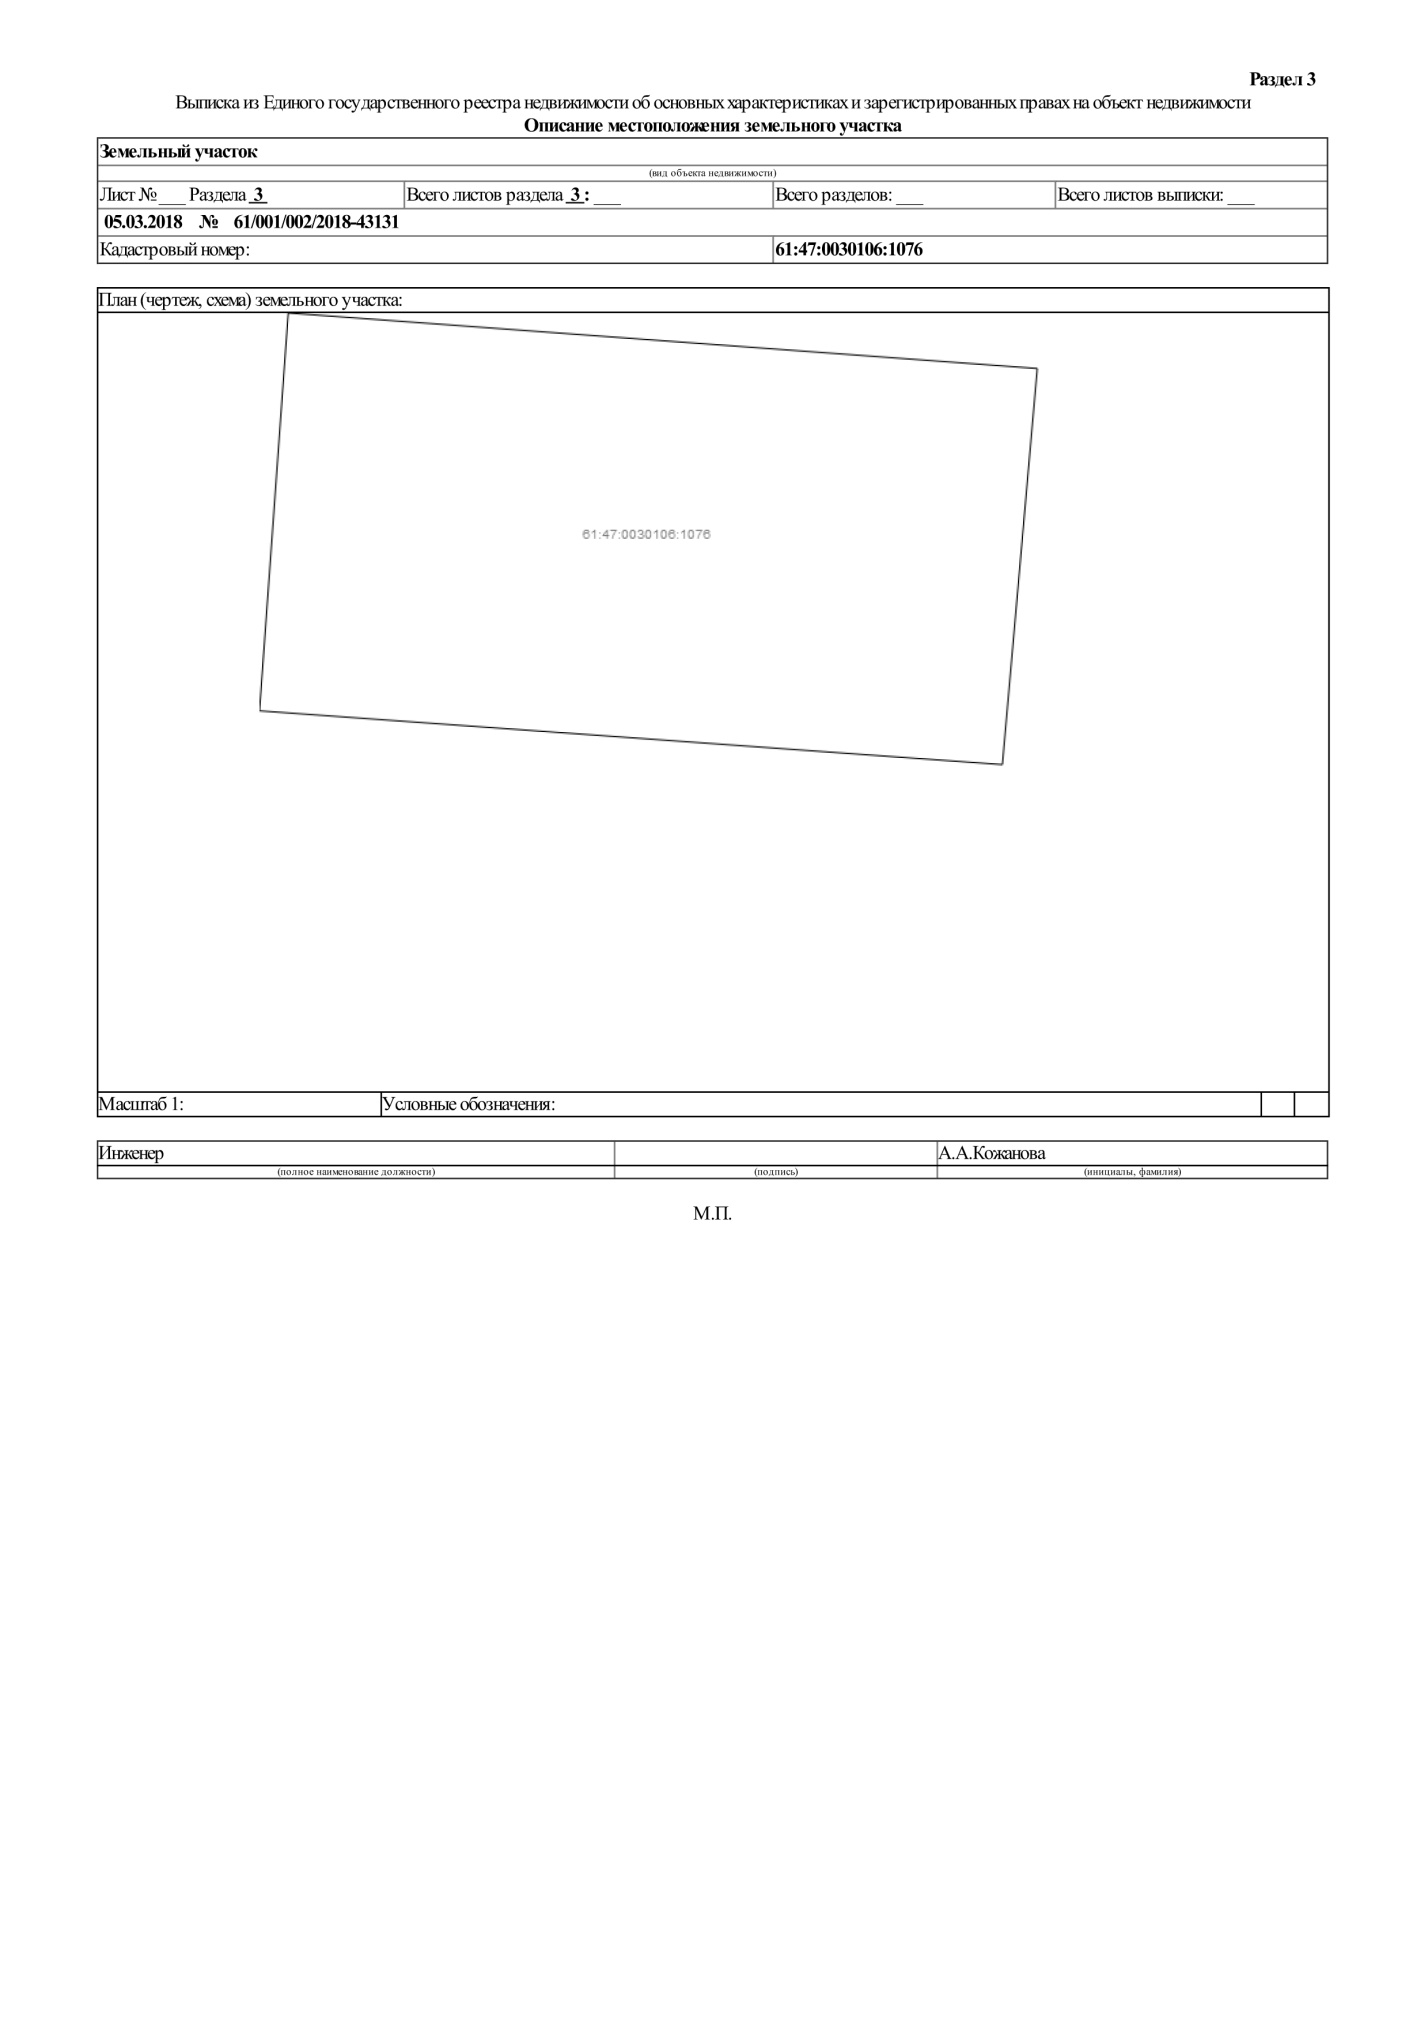 Раздел 3
Выписка из Единого государственного реестра недвижимости об основных характеристиках и зарегистрированных правах на объект недвижимости
Описание местоположения земельного участка
Земельный участок
(вид объекта недвижимости)
Лист № ___ Раздела 3 Всего листов раздела 3 : ___ Всего разделов: ___ Всего листов выписки: ___
05.03.2018 № 61/001/002/2018-43131
Кадастровый номер: 61:47:0030106:1076
План (чертеж, схема) земельного участка:
61:47:0030106:1076
Масштаб 1: Условные обозначения:
Инженер А.А.Кожанова
(полное наименование должности) (подпись) (инициалы, фамилия)
М.П.